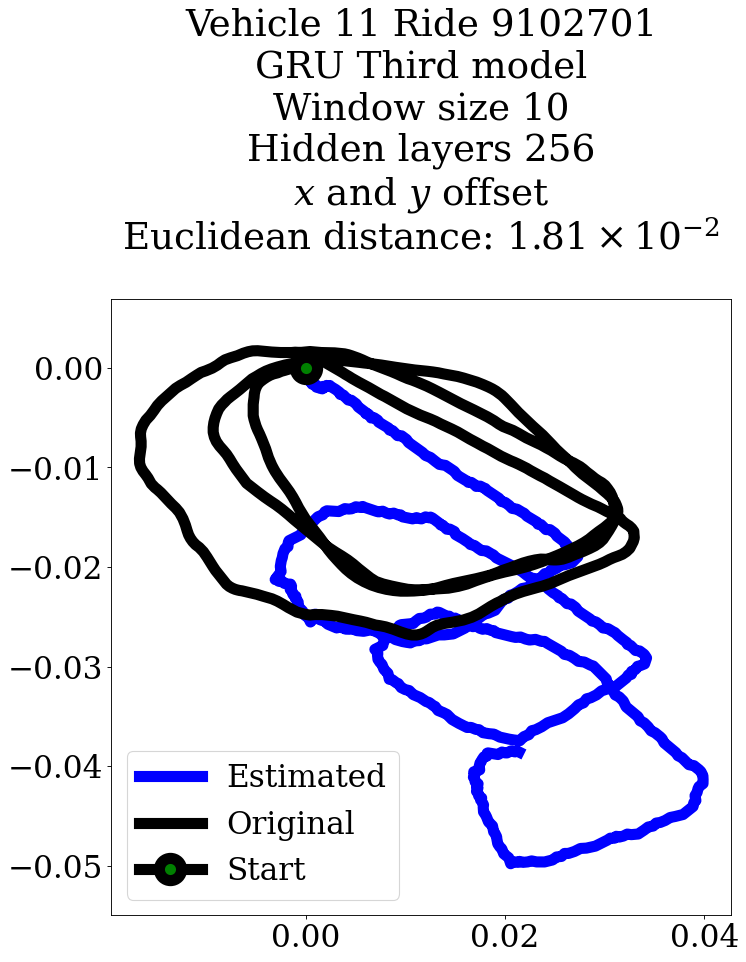 Vehicle 11 Ride 9102701
GRU Third model
Window size 10
Hidden layers 256
x and y offset
Euclidean distance: 1.81 × 10⁻²
0.00
−0.01
−0.02
−0.03
−0.04
−0.05
Estimated
Original
Start
0.00 0.02 0.04